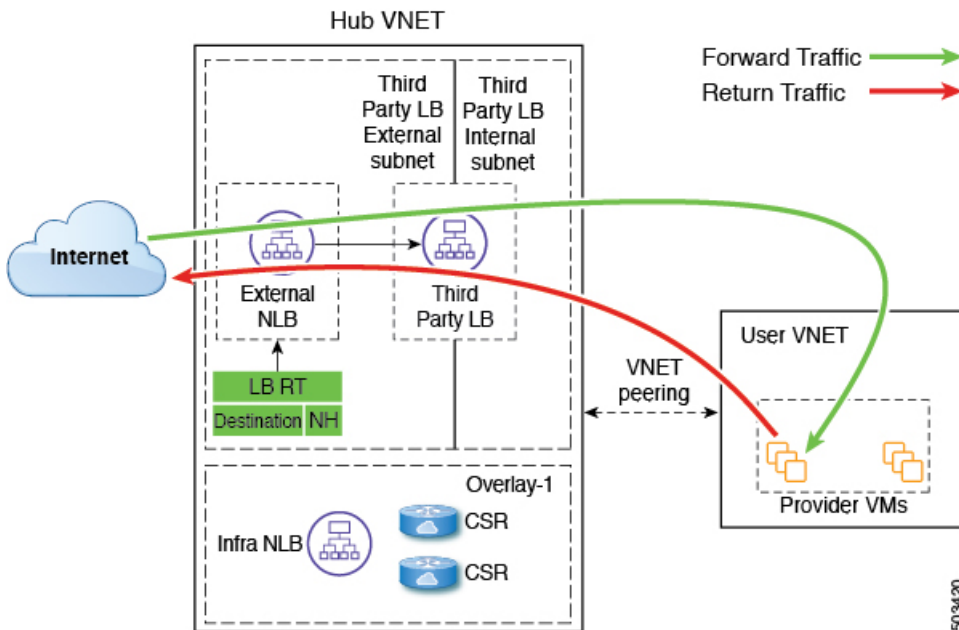 Hub VNET
Forward Traffic
Return Traffic
Third
Party LB
External
subnet
Third
Party LB
Internal
subnet
Internet
External
NLB
Third
Party LB
LB RT
Destination
NH
VNET
peering
User VNET
Provider VMs
Overlay-1
Infra NLB
CSR
CSR
503420